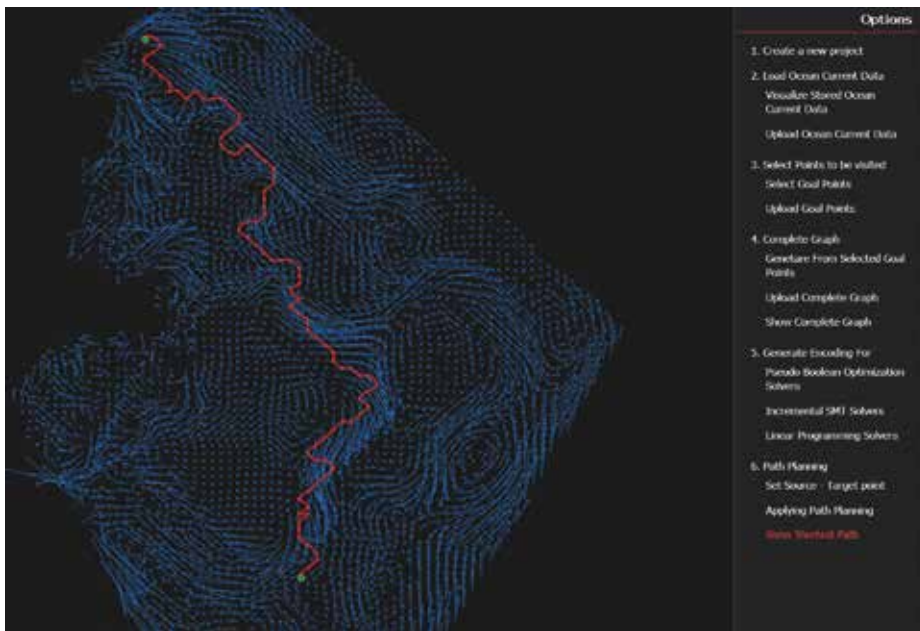 Options
1. Create a new project
2. Load Ocean Current Data
Visualize Stored Ocean
Current Data
Upload Ocean Current Data
3. Select Points to be visited
Select Goal Points
Upload Goal Points
4. Complete Graph
Genetare From Selected Goal
Points
Upload Complete Graph
Show Complete Graph
5. Generate Encoding For
Pseudo Boolean Optimization
Solvers
Incremental SMT Solvers
Linear Programming Solvers
6. Path Planning
Set Source - Target point
Applying Path Planning
Show Shortest Path